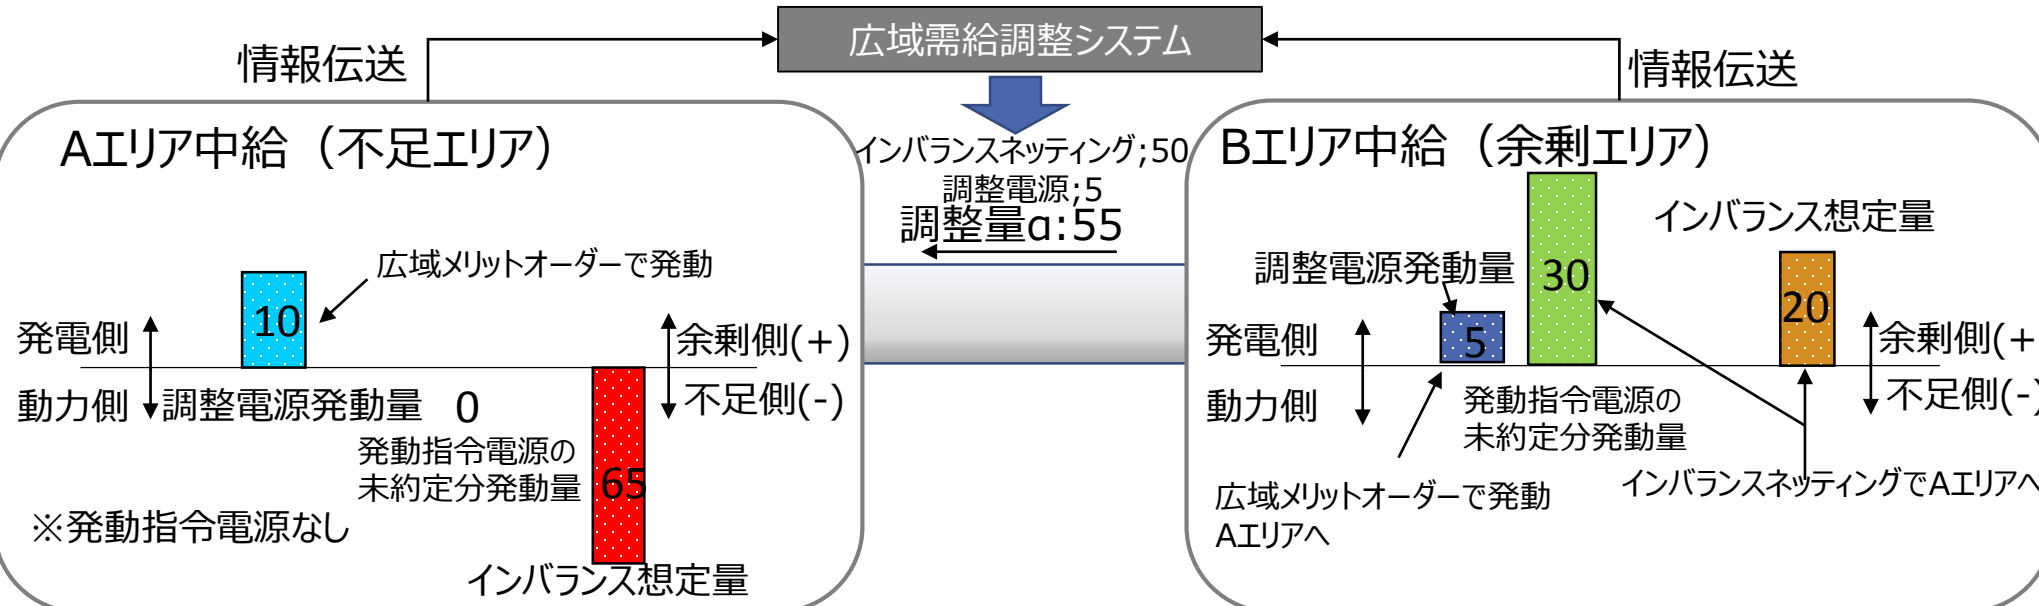 広域需給調整システム
情報伝送
情報伝送
Aエリア中給（不足エリア）
広域メリットオーダーで発動
10
発電側
動力側
調整電源発動量
0
発動指令電源の
未約定分発動量
65
余剰側(+)
不足側(-)
※発動指令電源なし
インバランス想定量
インバランスネッティング;50
調整電源;5
調整量α:55
Bエリア中給（余剰エリア）
インバランス想定量
調整電源発動量
30
20
5
発電側
動力側
余剰側(+
不足側(-)
発動指令電源の
未約定分発動量
広域メリットオーダーで発動
Aエリアへ
インバランスネッティングでAエリアへ